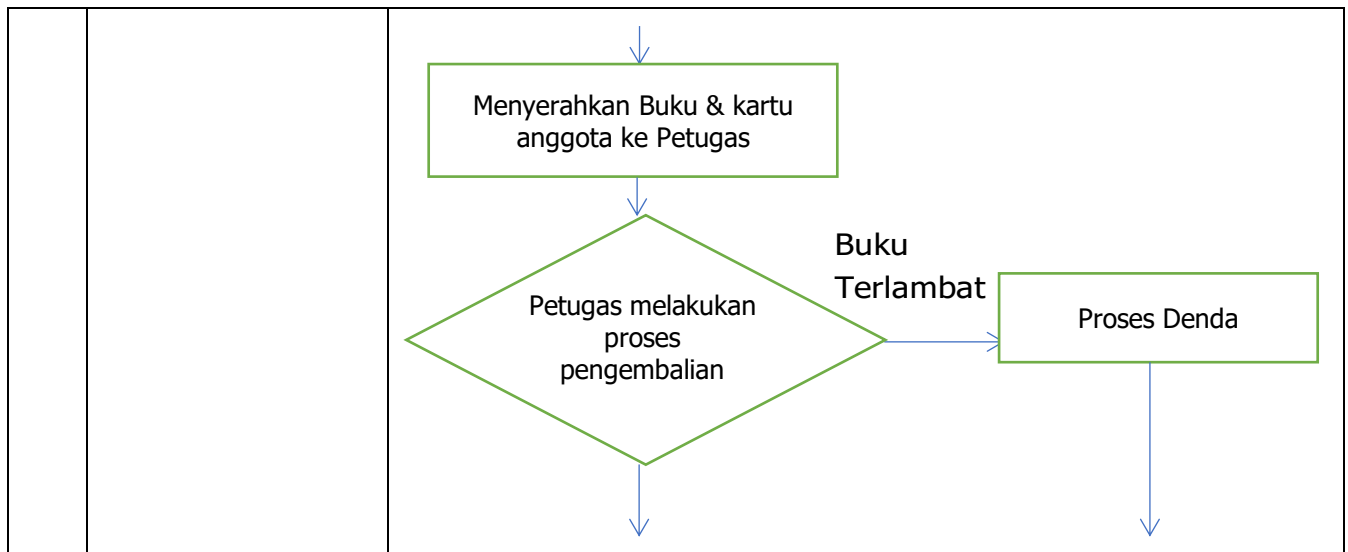 Menyerahkan Buku & kartu
anggota ke Petugas
Buku
Terlambat
Petugas melakukan
proses
pengembalian
Proses Denda